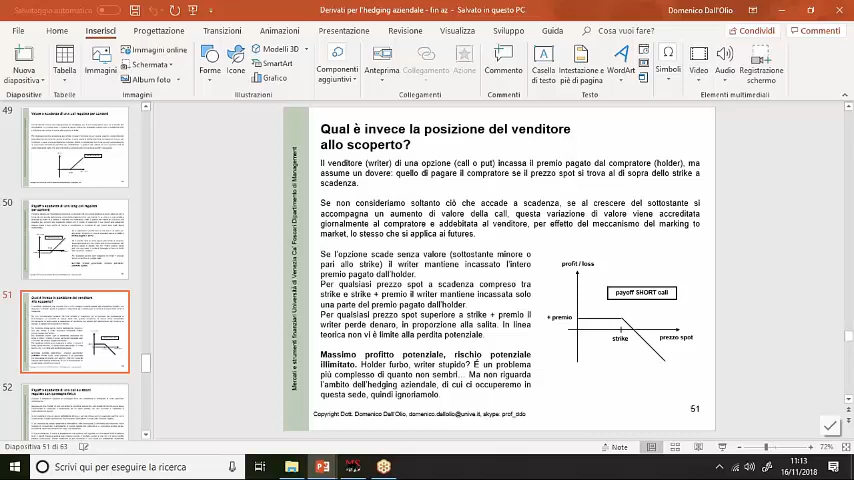 Salvataggio automatico
Derivati per l'hedging aziendale - fin az - Salvato in questo PC
Domenico Dall'Olio
File Home Inserisci Progettazione Transizioni Animazioni Presentazione Revisione Visualizza Sviluppo Guida Cosa vuoi fare? Condividi Commenti
Nuova diapositiva
Tabella
Immagini
Immagini online
Schermata
Album foto
Forme
Icone
Modelli 3D
SmartArt
Grafico
Componenti aggiuntivi
Anteprima
Collegamento
Azione
Commento
Casella di testo
Intestazione e piè di pagina
WordArt
Simboli
Video
Audio
Registrazione schermo
Diapositive Tabelle Immagini Illustrazioni Collegamenti Commenti Testo Elementi multimediali
49
50
51
52
Mercati e strumenti finanziari Università di Venezia Ca' Foscari Dipartimento di Management
Qual è invece la posizione del venditore
allo scoperto?
Il venditore (writer) di una opzione (call o put) incassa il premio pagato dal compratore (holder), ma
assume un dovere: quello di pagare il compratore se il prezzo spot si trova al di sopra dello strike a
scadenza.
Se non consideriamo soltanto ciò che accade a scadenza, se al crescere del sottostante si
accompagna un aumento di valore della call, questa variazione di valore viene accreditata
giornalmente al compratore e addebitata al venditore, per effetto del meccanismo del marking to
market, lo stesso che si applica ai futures.
Se l'opzione scade senza valore (sottostante minore o
pari allo strike) il writer mantiene incassato l'intero
premio pagato dall'holder.
Per qualsiasi prezzo spot a scadenza compreso tra
strike e strike + premio il writer mantiene incassata solo
una parte del premio pagato dall'holder.
Per qualsiasi prezzo spot superiore a strike + premio il
writer perde denaro, in proporzione alla salita. In linea
teorica non vi è limite alla perdita potenziale.
Massimo profitto potenziale, rischio potenziale
illimitato. Holder furbo, writer stupido? È un problema
più complesso di quanto non sembri... Ma non riguarda
l'ambito dell'hedging aziendale, di cui ci occuperemo in
questa sede, quindi ignoriamolo.
profit / loss
payoff SHORT call
+ premio
strike
prezzo spot
Copyright Dott. Domenico Dall'Olio, domenico.dallolio@unive.it, skype: prof_ddo
51
Diapositiva 51 di 63
Note
72%
Scrivi qui per eseguire la ricerca
11:13
16/11/2018